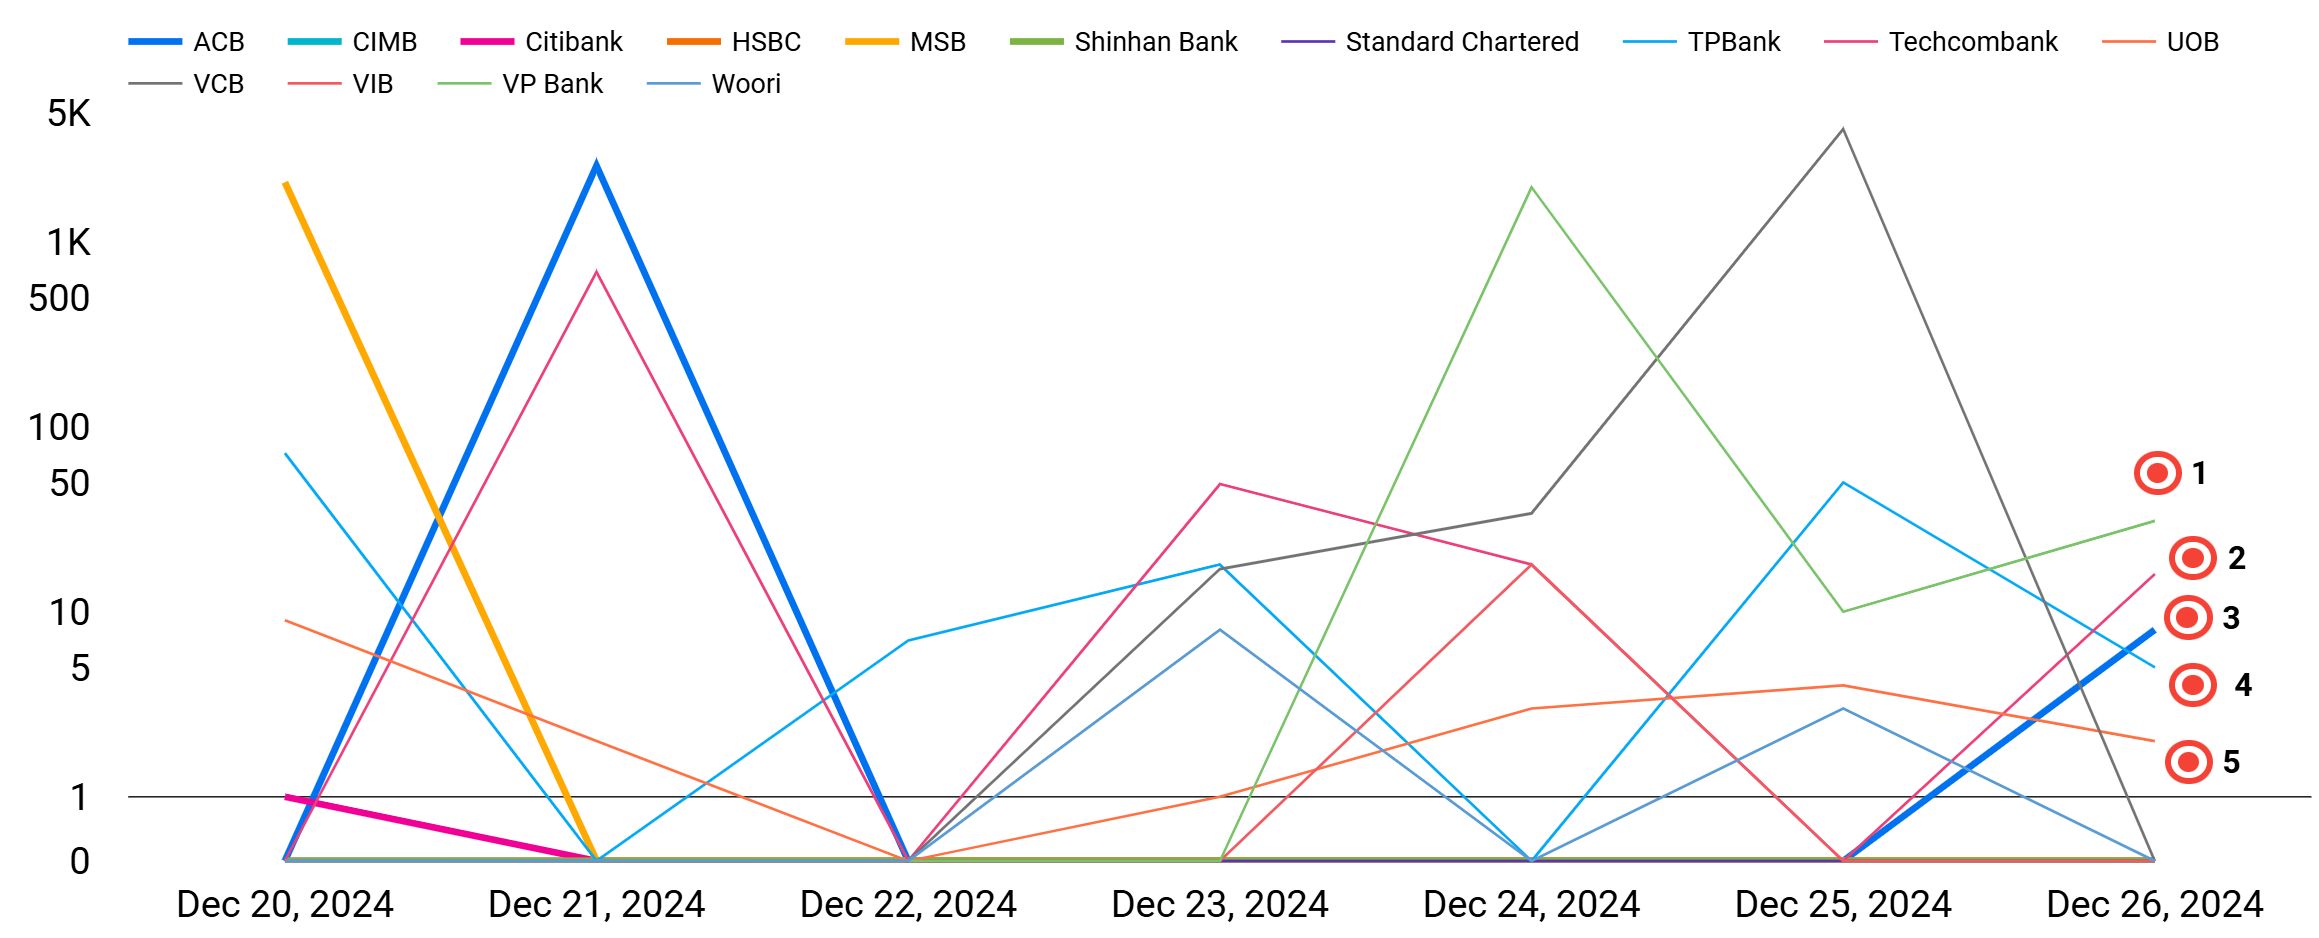 ACB CIMB Citibank HSBC MSB Shinhan Bank Standard Chartered TPBank Techcombank UOB
VCB VIB VP Bank Woori
5K
1K
500
100
50
10
5
1
0
1
2
3
4
5
Dec 20, 2024 Dec 21, 2024 Dec 22, 2024 Dec 23, 2024 Dec 24, 2024 Dec 25, 2024 Dec 26, 2024